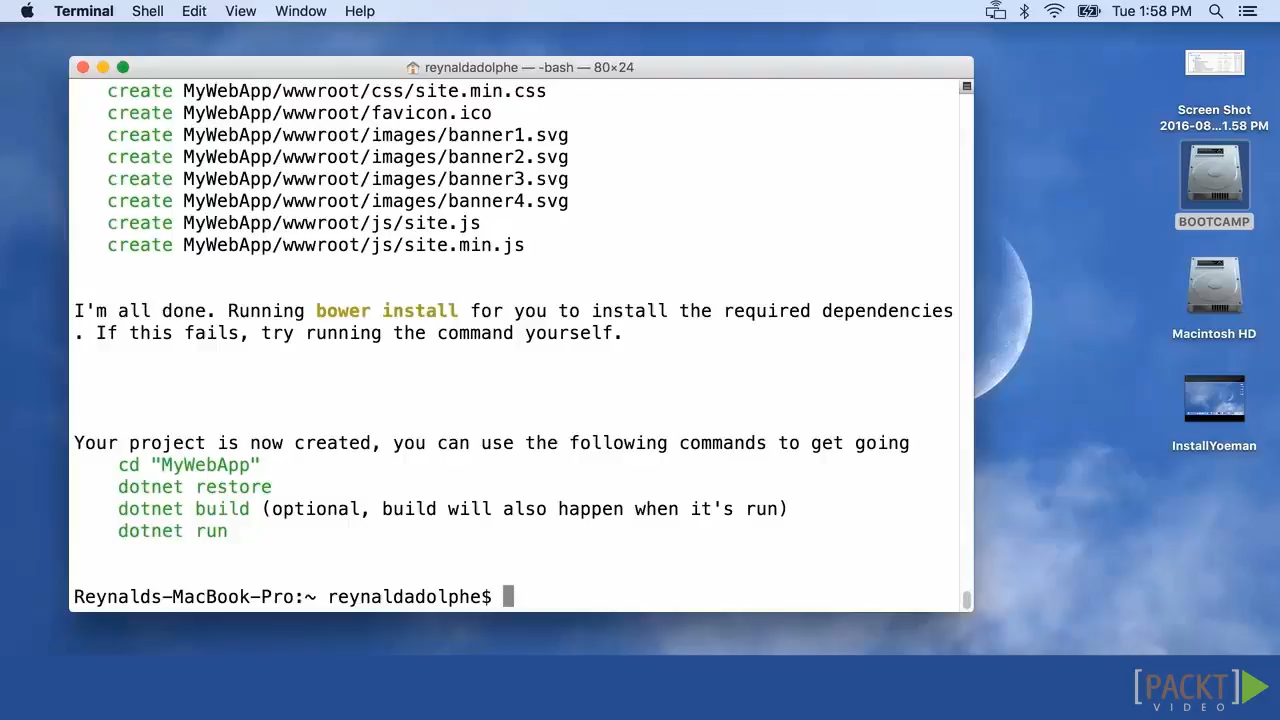 Terminal Shell Edit View Window Help Tue 1:58 PM
reynaldadolphe — -bash — 80×24
create MyWebApp/wwwroot/css/site.min.css
create MyWebApp/wwwroot/favicon.ico
create MyWebApp/wwwroot/images/banner1.svg
create MyWebApp/wwwroot/images/banner2.svg
create MyWebApp/wwwroot/images/banner3.svg
create MyWebApp/wwwroot/images/banner4.svg
create MyWebApp/wwwroot/js/site.js
create MyWebApp/wwwroot/js/site.min.js
I'm all done. Running bower install for you to install the required dependencies
. If this fails, try running the command yourself.
Your project is now created, you can use the following commands to get going
cd "MyWebApp"
dotnet restore
dotnet build (optional, build will also happen when it's run)
dotnet run
Reynalds-MacBook-Pro:~ reynaldadolphe$
Screen Shot
2016-08...1.58 PM
BOOTCAMP
Macintosh HD
InstallYoeman
[PACKT]
VIDEO